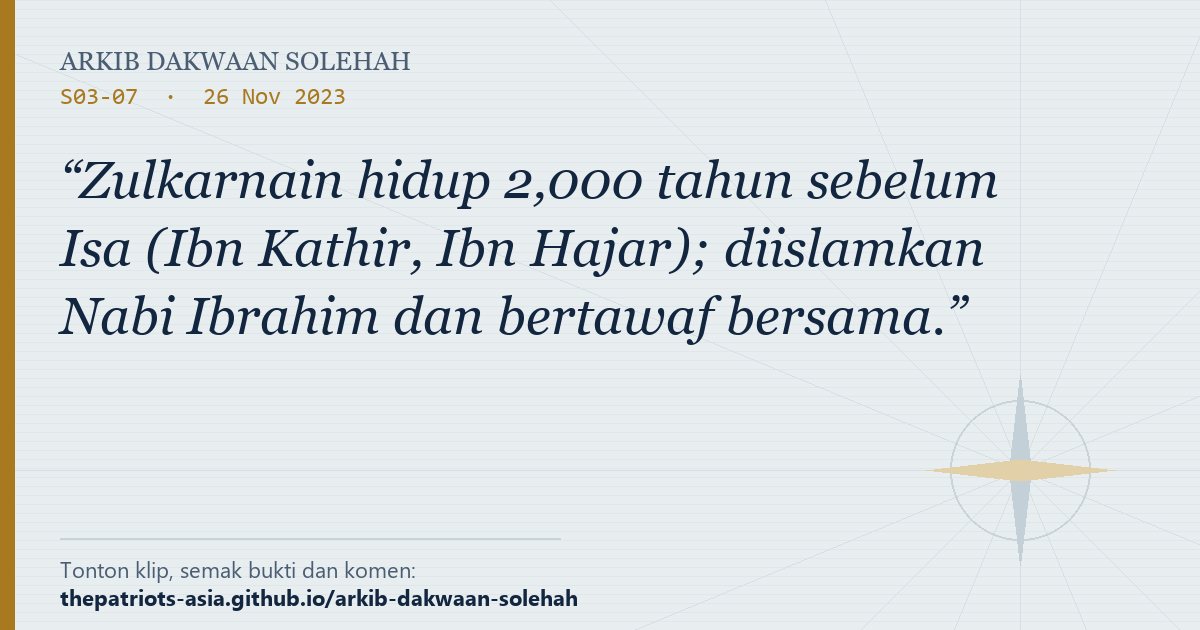 ARKIB DAKWAAN SOLEHAH
S03-07 · 26 Nov 2023
“Zulkarnain hidup 2,000 tahun sebelum
Isa (Ibn Kathir, Ibn Hajar); diislamkan
Nabi Ibrahim dan bertawaf bersama.”
Tonton klip, semak bukti dan komen:
thepatriots-asia.github.io/arkib-dakwaan-solehah